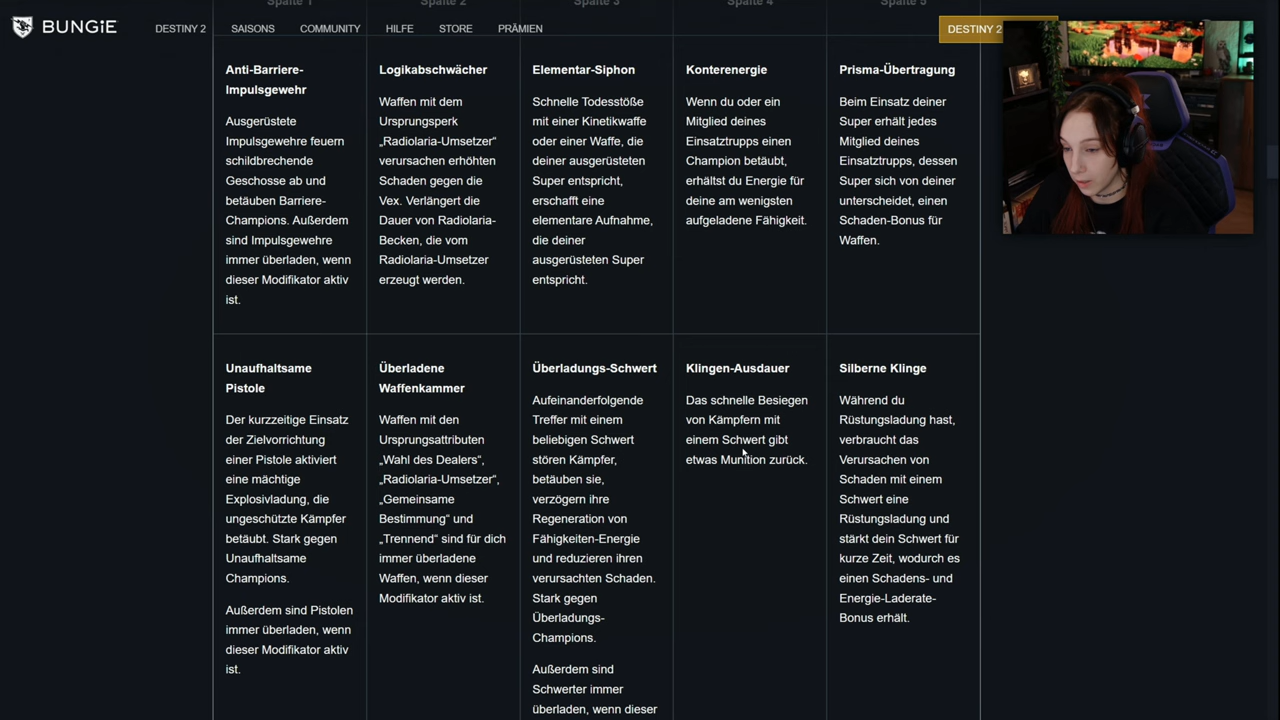 Spalte 1
Spalte 2
Spalte 3
Spalte 4
Spalte 5
BUNGiE
DESTINY 2
SAISONS
COMMUNITY
HILFE
STORE
PRÄMIEN
DESTINY 2
Anti-Barriere-
Impulsgewehr
Ausgerüstete
Impulsgewehre feuern
schildbrechende
Geschosse ab und
betäuben Barriere-
Champions. Außerdem
sind Impulsgewehre
immer überladen, wenn
dieser Modifikator aktiv
ist.
Logikabschwächer
Waffen mit dem
Ursprungsperk
„Radiolaria-Umsetzer“
verursachen erhöhten
Schaden gegen die
Vex. Verlängert die
Dauer von Radiolaria-
Becken, die vom
Radiolaria-Umsetzer
erzeugt werden.
Elementar-Siphon
Schnelle Todesstöße
mit einer Kinetikwaffe
oder einer Waffe, die
deiner ausgerüsteten
Super entspricht,
erschafft eine
elementare Aufnahme,
die deiner
ausgerüsteten Super
entspricht.
Konterenergie
Wenn du oder ein
Mitglied deines
Einsatztrupps einen
Champion betäubt,
erhältst du Energie für
deine am wenigsten
aufgeladene Fähigkeit.
Prisma-Übertragung
Beim Einsatz deiner
Super erhält jedes
Mitglied deines
Einsatztrupps, dessen
Super sich von deiner
unterscheidet, einen
Schaden-Bonus für
Waffen.
Unaufhaltsame
Pistole
Der kurzzeitige Einsatz
der Zielvorrichtung
einer Pistole aktiviert
eine mächtige
Explosivladung, die
ungeschützte Kämpfer
betäubt. Stark gegen
Unaufhaltsame
Champions.
Außerdem sind Pistolen
immer überladen, wenn
dieser Modifikator aktiv
ist.
Überladene
Waffenkammer
Waffen mit den
Ursprungsattributen
„Wahl des Dealers“,
„Radiolaria-Umsetzer“,
„Gemeinsame
Bestimmung“ und
„Trennend“ sind für dich
immer überladene
Waffen, wenn dieser
Modifikator aktiv ist.
Überladungs-Schwert
Aufeinanderfolgende
Treffer mit einem
beliebigen Schwert
stören Kämpfer,
betäuben sie,
verzögern ihre
Regeneration von
Fähigkeiten-Energie
und reduzieren ihren
verursachten Schaden.
Stark gegen
Überladungs-
Champions.
Außerdem sind
Schwerter immer
überladen, wenn dieser
Klingen-Ausdauer
Das schnelle Besiegen
von Kämpfern mit
einem Schwert gibt
etwas Munition zurück.
Silberne Klinge
Während du
Rüstungsladung hast,
verbraucht das
Verursachen von
Schaden mit einem
Schwert eine
Rüstungsladung und
stärkt dein Schwert für
kurze Zeit, wodurch es
einen Schadens- und
Energie-Laderate-
Bonus erhält.